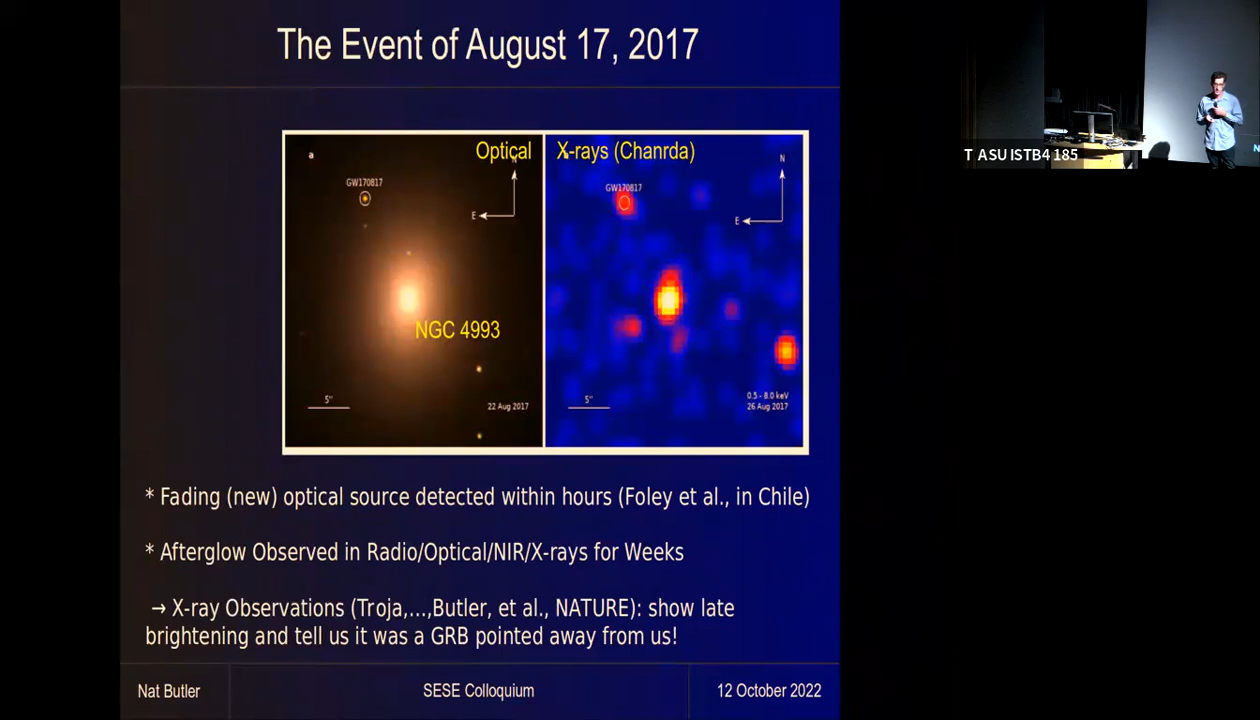 The Event of August 17, 2017
a
Optical
N
GW170817
E
NGC 4993
5"
22 Aug 2017
X-rays (Chanrda)
N
GW170817
E
5"
0.5 - 8.0 keV
26 Aug 2017
* Fading (new) optical source detected within hours (Foley et al., in Chile)
* Afterglow Observed in Radio/Optical/NIR/X-rays for Weeks
→ X-ray Observations (Troja,...,Butler, et al., NATURE): show late
brightening and tell us it was a GRB pointed away from us!
Nat Butler
SESE Colloquium
12 October 2022
T ASU ISTB4 185
N